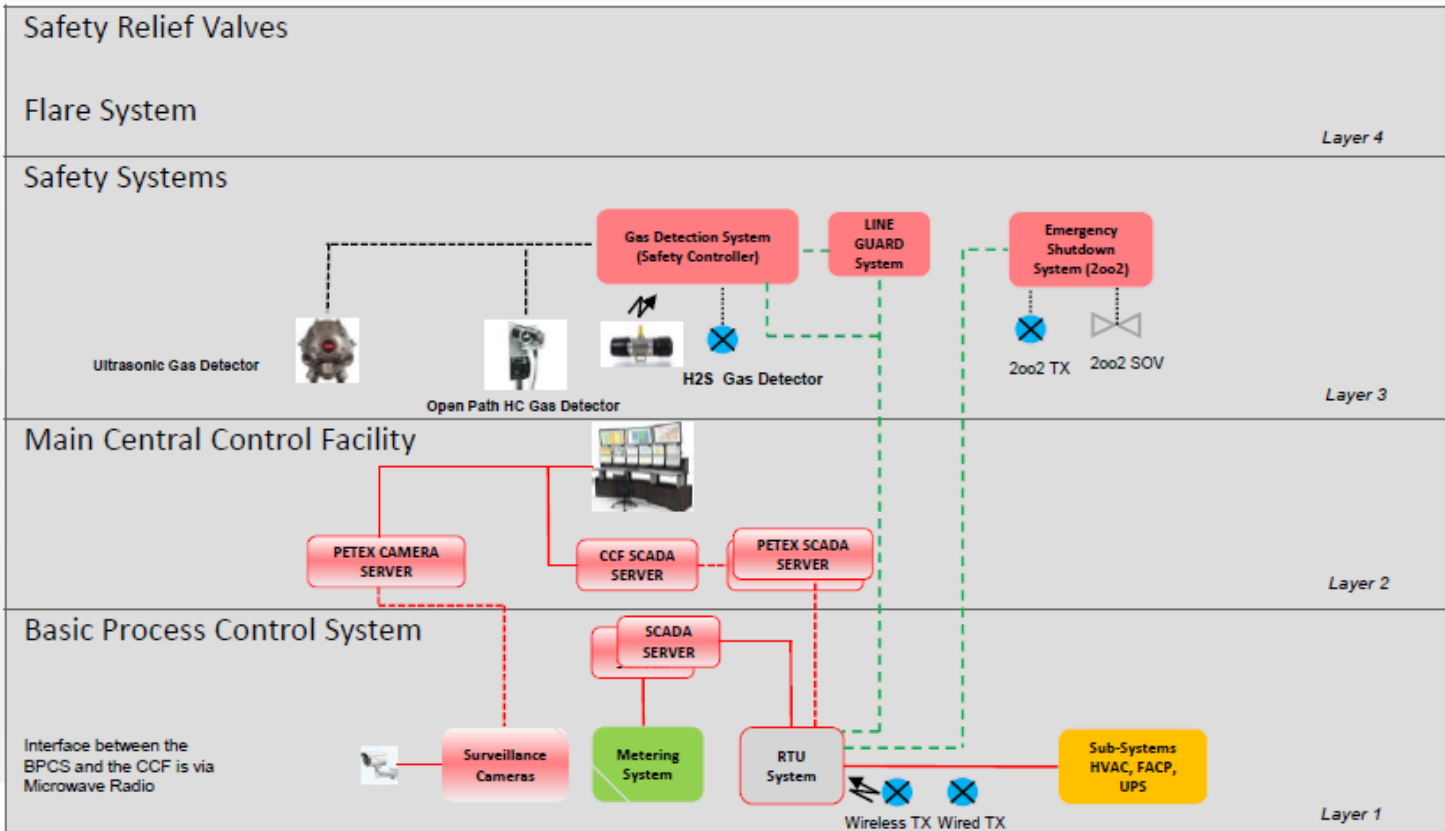 Safety Relief Valves
Flare System
Layer 4
Safety Systems
Gas Detection System
(Safety Controller)
LINE
GUARD
System
Emergency
Shutdown
System (2oo2)
Ultrasonic Gas Detector
Open Path HC Gas Detector
H2S Gas Detector
2oo2 TX
2oo2 SOV
Layer 3
Main Central Control Facility
PETEX CAMERA
SERVER
CCF SCADA
SERVER
PETEX SCADA
SERVER
Layer 2
Basic Process Control System
SCADA
SERVER
Interface between the
BPCS and the CCF is via
Microwave Radio
Surveillance
Cameras
Metering
System
RTU
System
Sub-Systems
HVAC, FACP,
UPS
Wireless TX
Wired TX
Layer 1